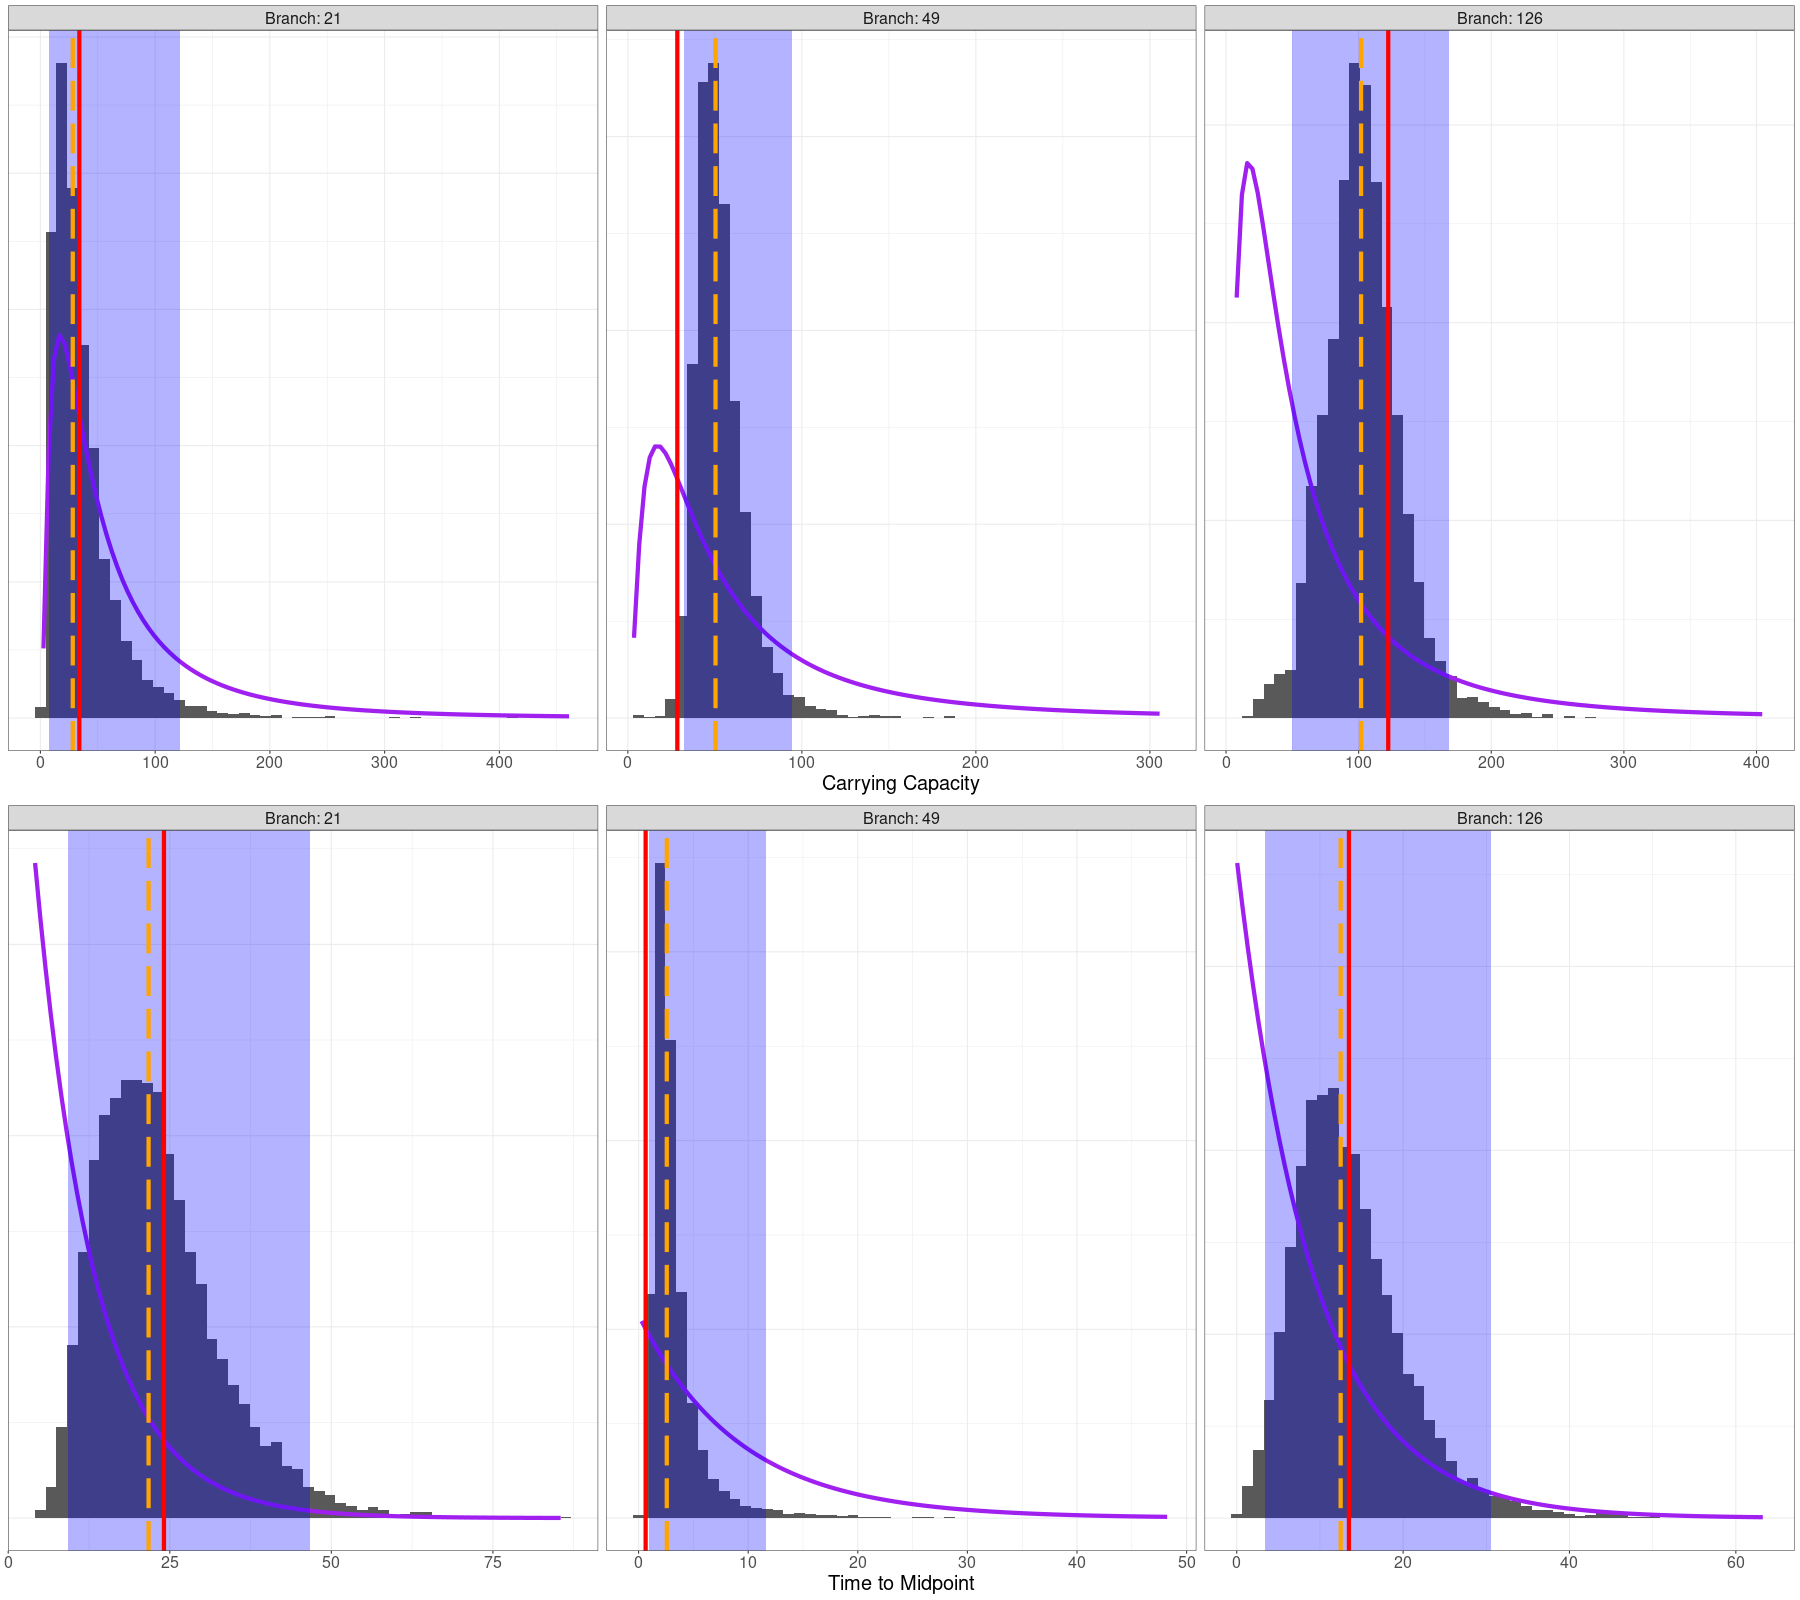 Branch: 21 Branch: 49 Branch: 126
0 100 200 300 400 0 100 200 300 0 100 200 300 400
Carrying Capacity
Branch: 21 Branch: 49 Branch: 126
0 25 50 75 0 10 20 30 40 50 0 20 40 60
Time to Midpoint